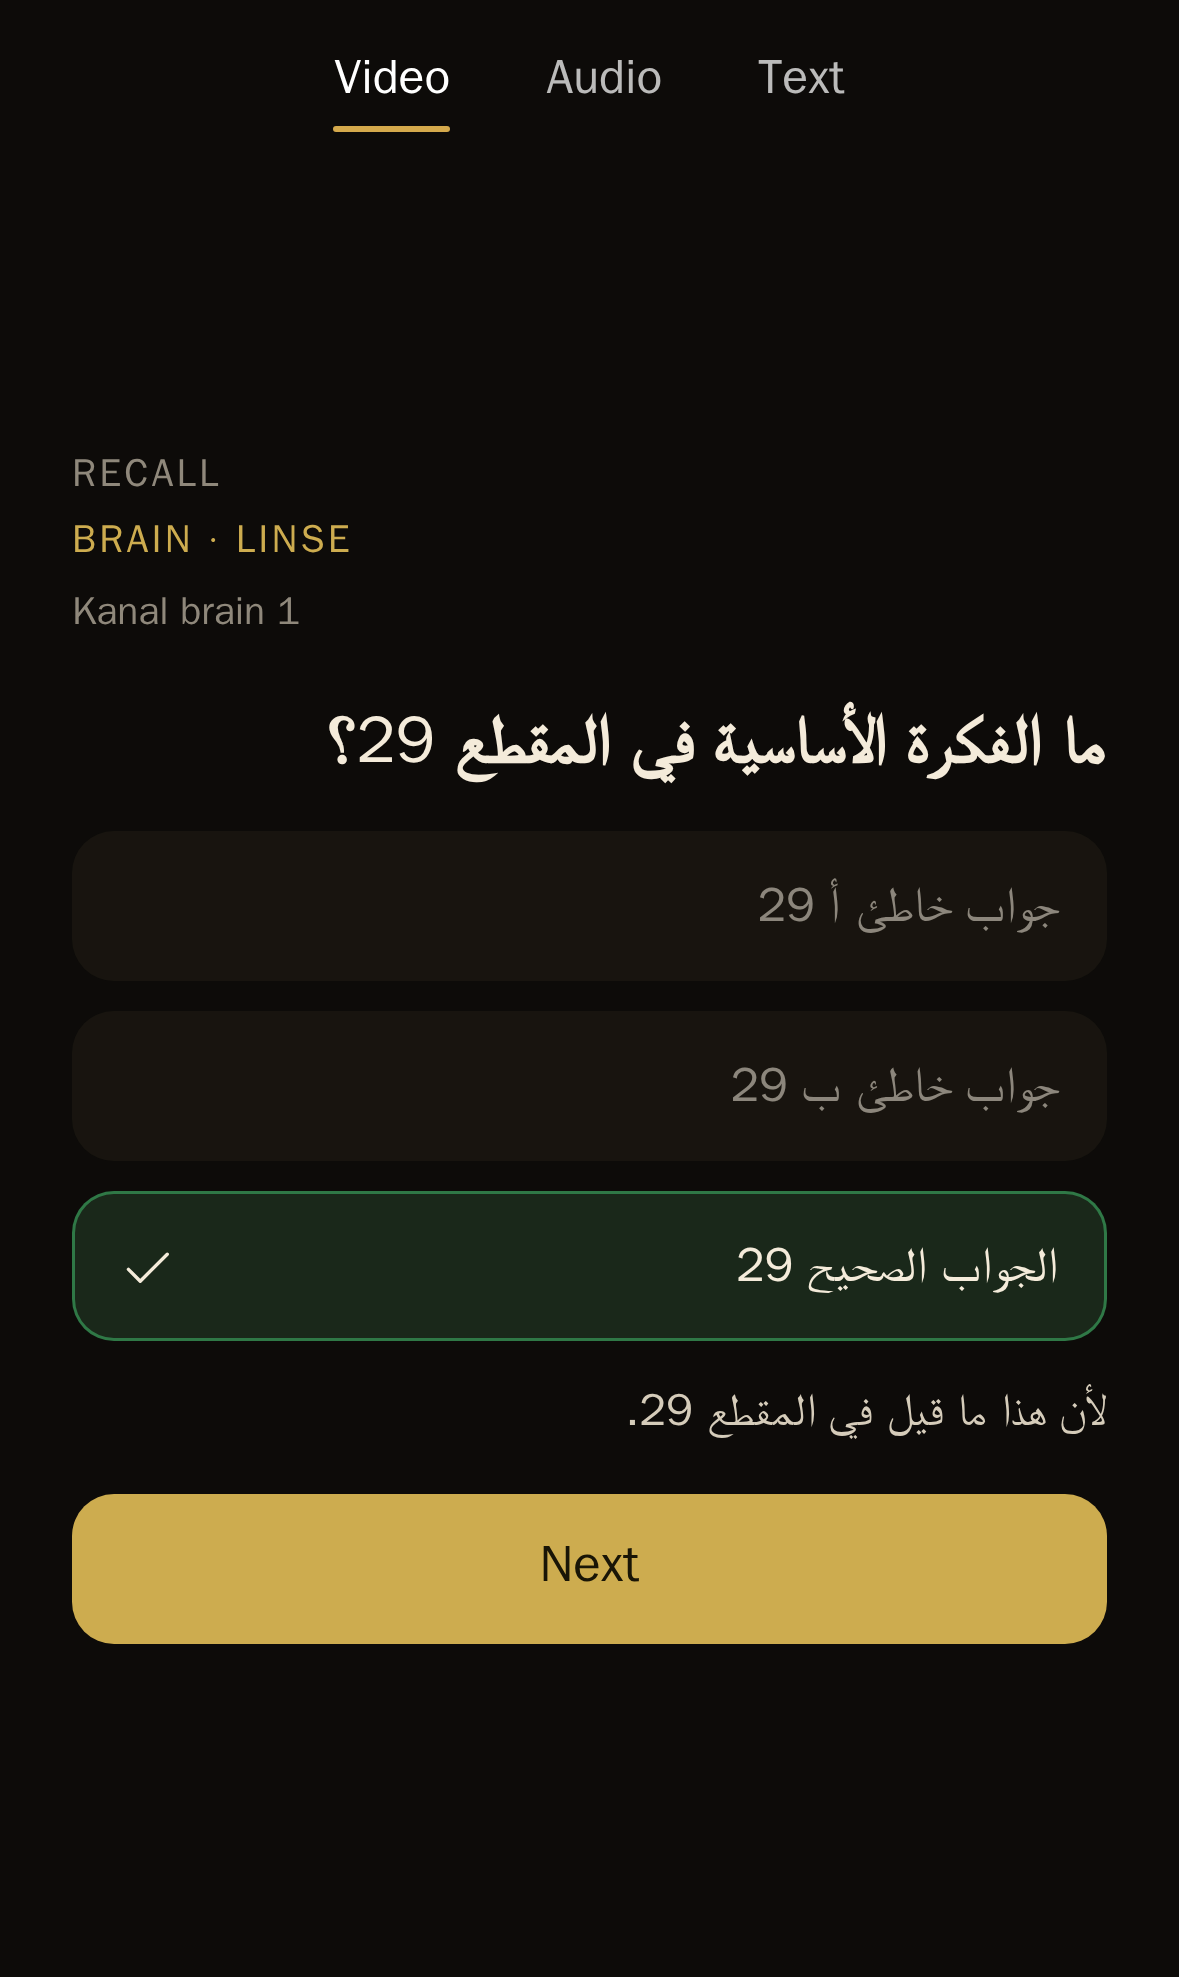 Video Audio Text
RECALL
BRAIN · LINSE
Kanal brain 1
ما الفكرة الأساسية في المقطع 29؟
جواب خاطئ أ 29
جواب خاطئ ب 29
الجواب الصحيح 29
لأن هذا ما قيل في المقطع 29.
Next